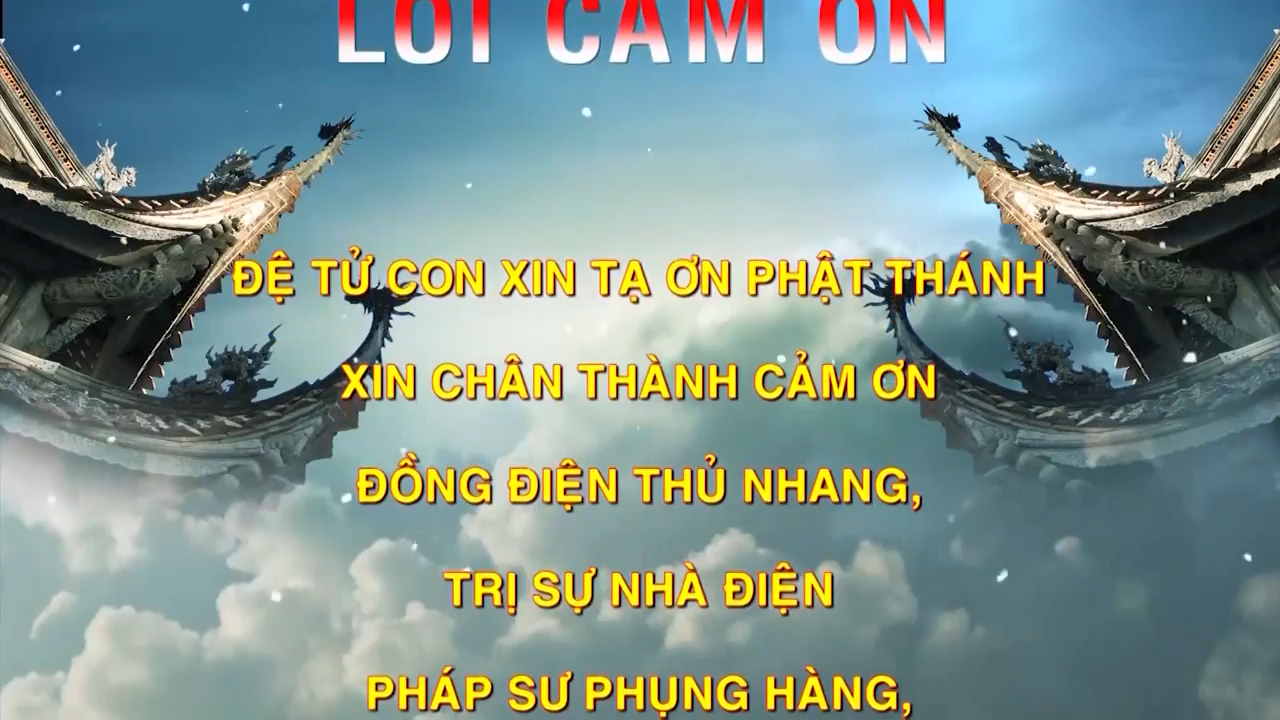 LỜI CẢM ƠN
ĐỆ TỬ CON XIN TẠ ƠN PHẬT THÁNH
XIN CHÂN THÀNH CẢM ƠN
ĐỒNG ĐIỆN THỦ NHANG,
TRỊ SỰ NHÀ ĐIỆN
PHÁP SƯ PHỤNG HÀNG,